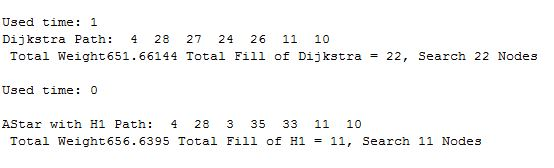 Used time: 1
Dijkstra Path:  4  28  27  24  26  11  10
 Total Weight651.66144 Total Fill of Dijkstra = 22, Search 22 Nodes
Used time: 0
AStar with H1 Path:  4  28  3  35  33  11  10
 Total Weight656.6395 Total Fill of H1 = 11, Search 11 Nodes